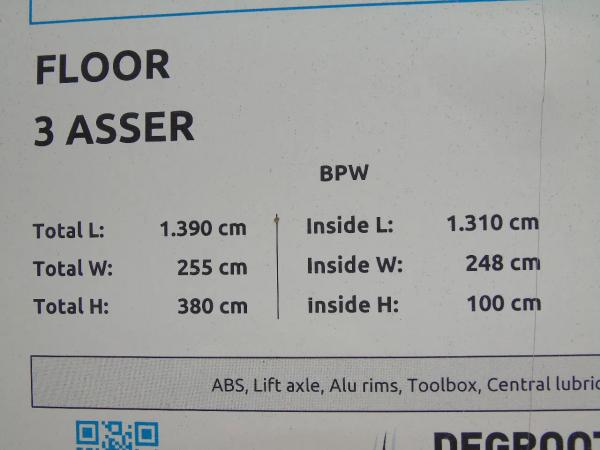 FLOOR
3 ASSER
BPW
Total L: 1.390 cm Inside L: 1.310 cm
Total W: 255 cm Inside W: 248 cm
Total H: 380 cm inside H: 100 cm
ABS, Lift axle, Alu rims, Toolbox, Central lubric
DEGROOT